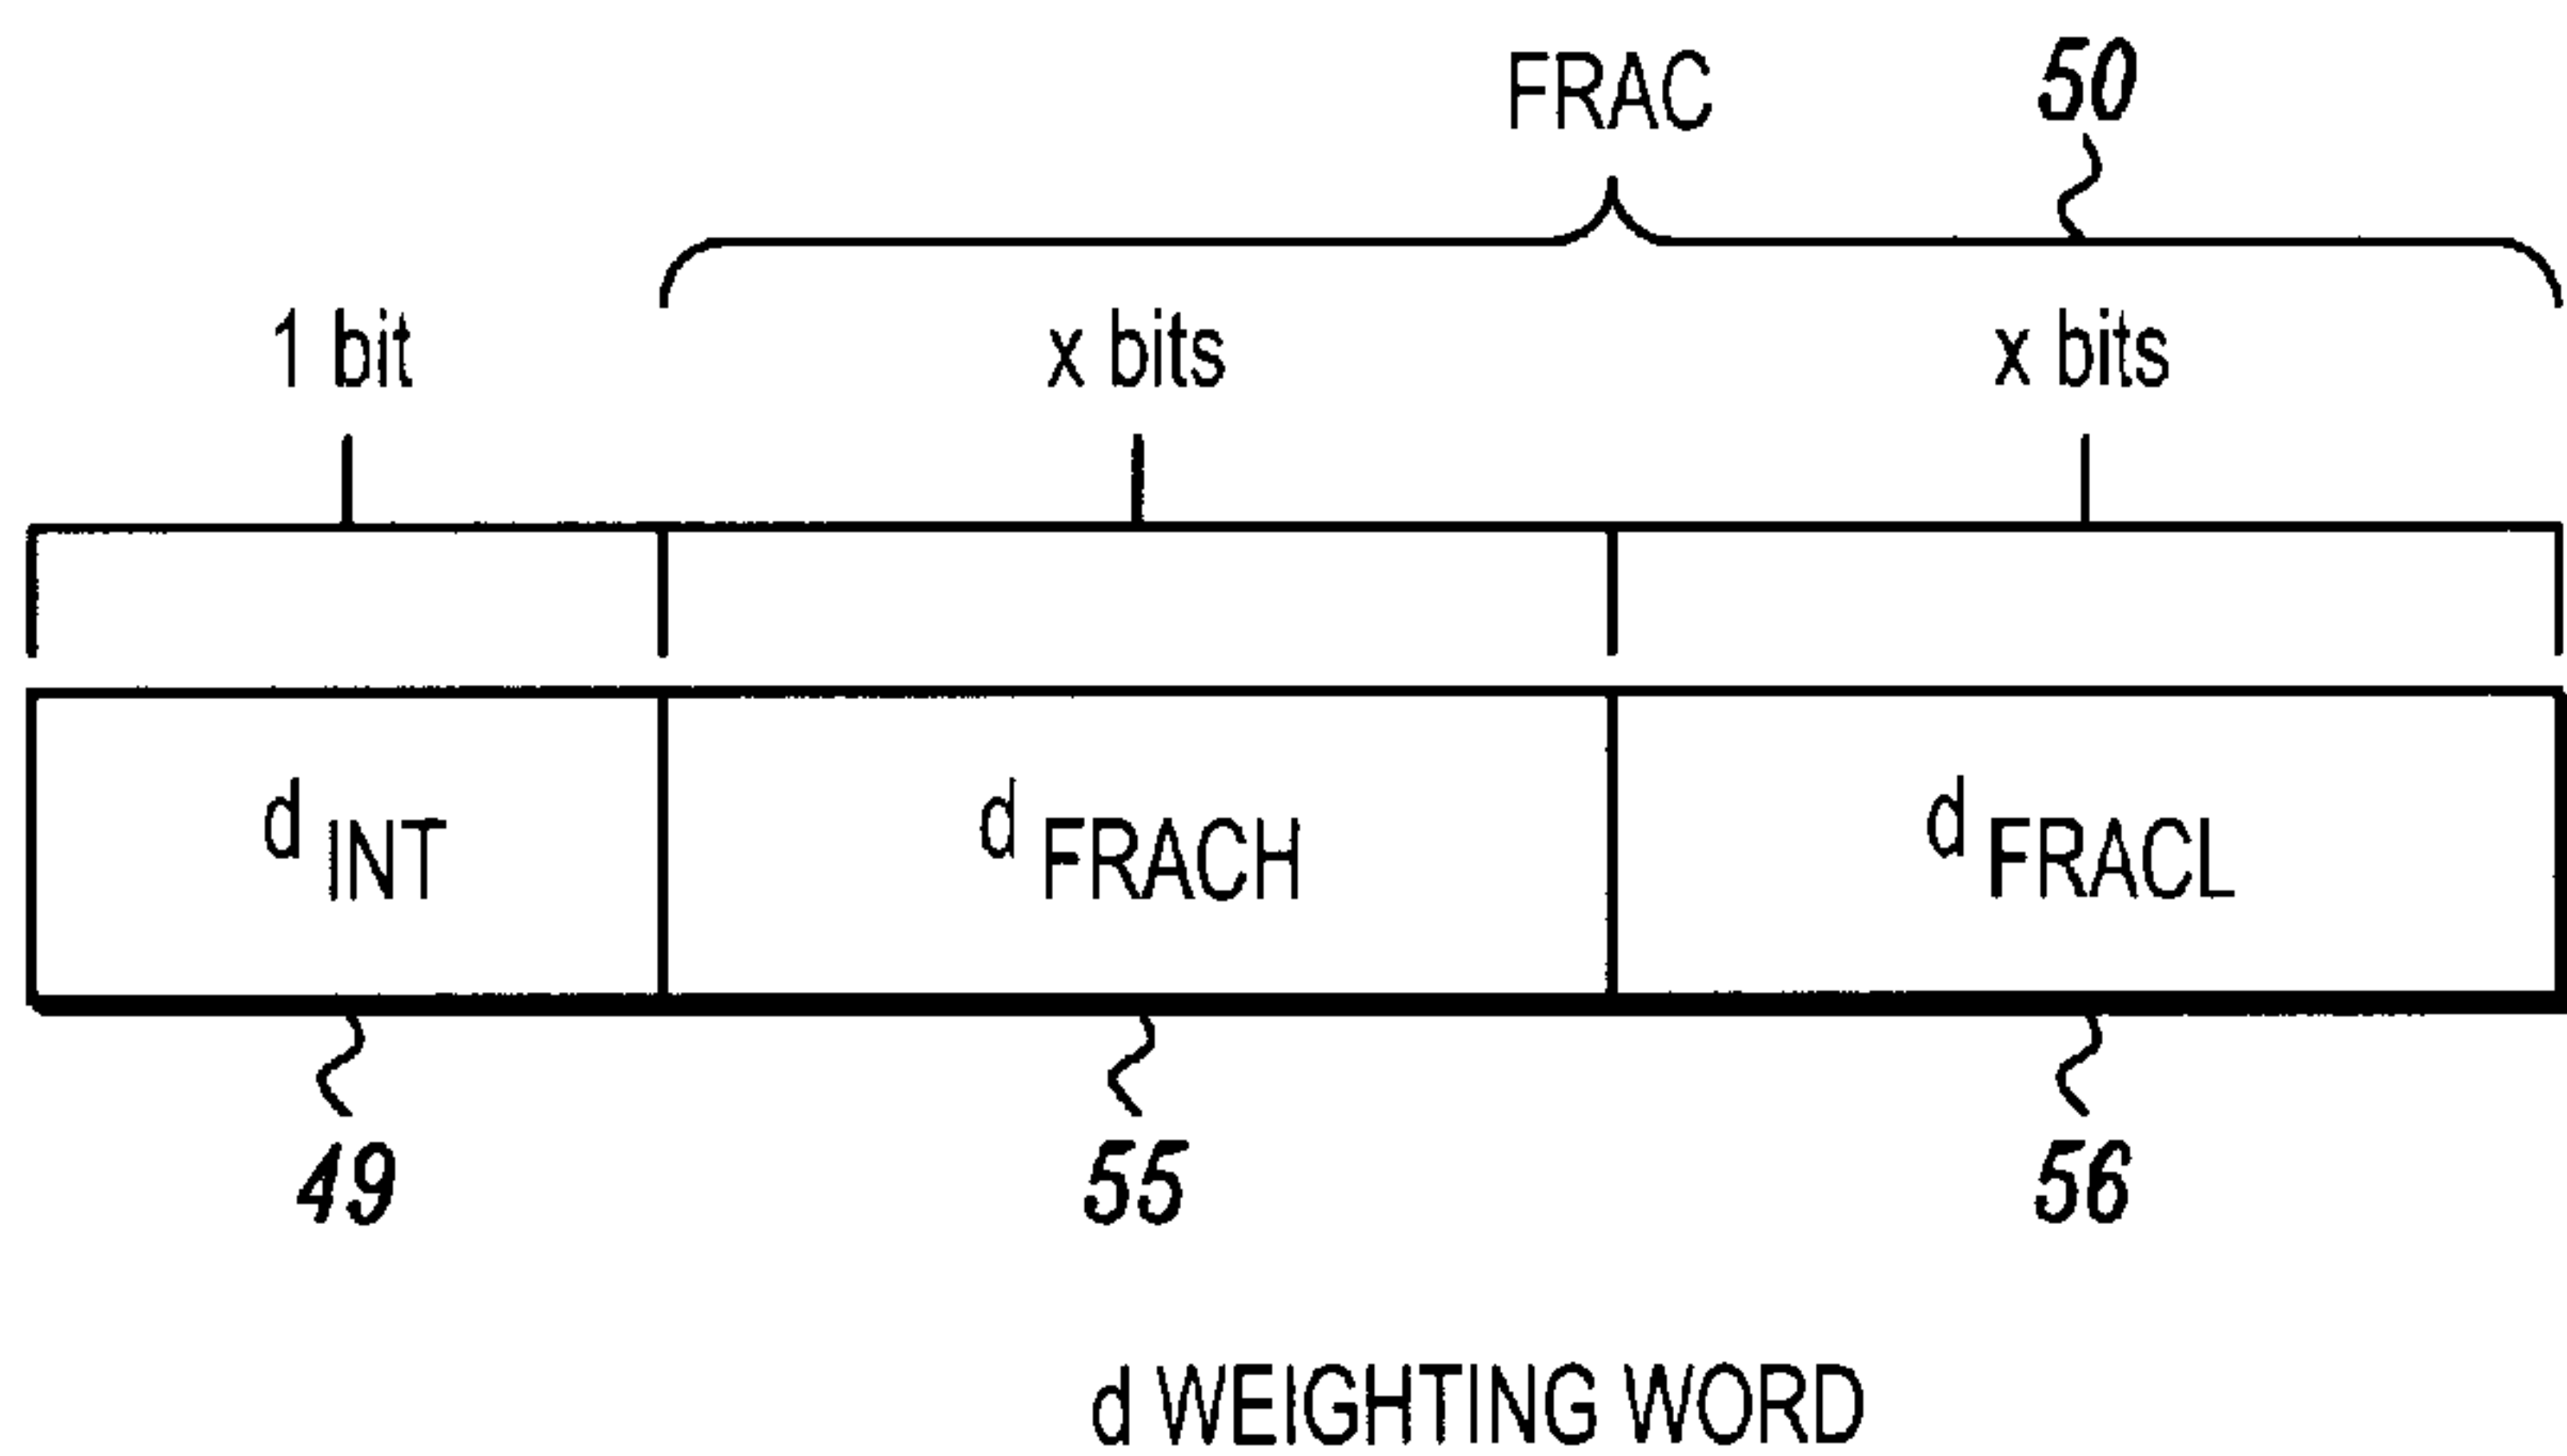 FRAC 50
1 bit x bits x bits
d INT d FRACH d FRACL
49 55 56
d WEIGHTING WORD